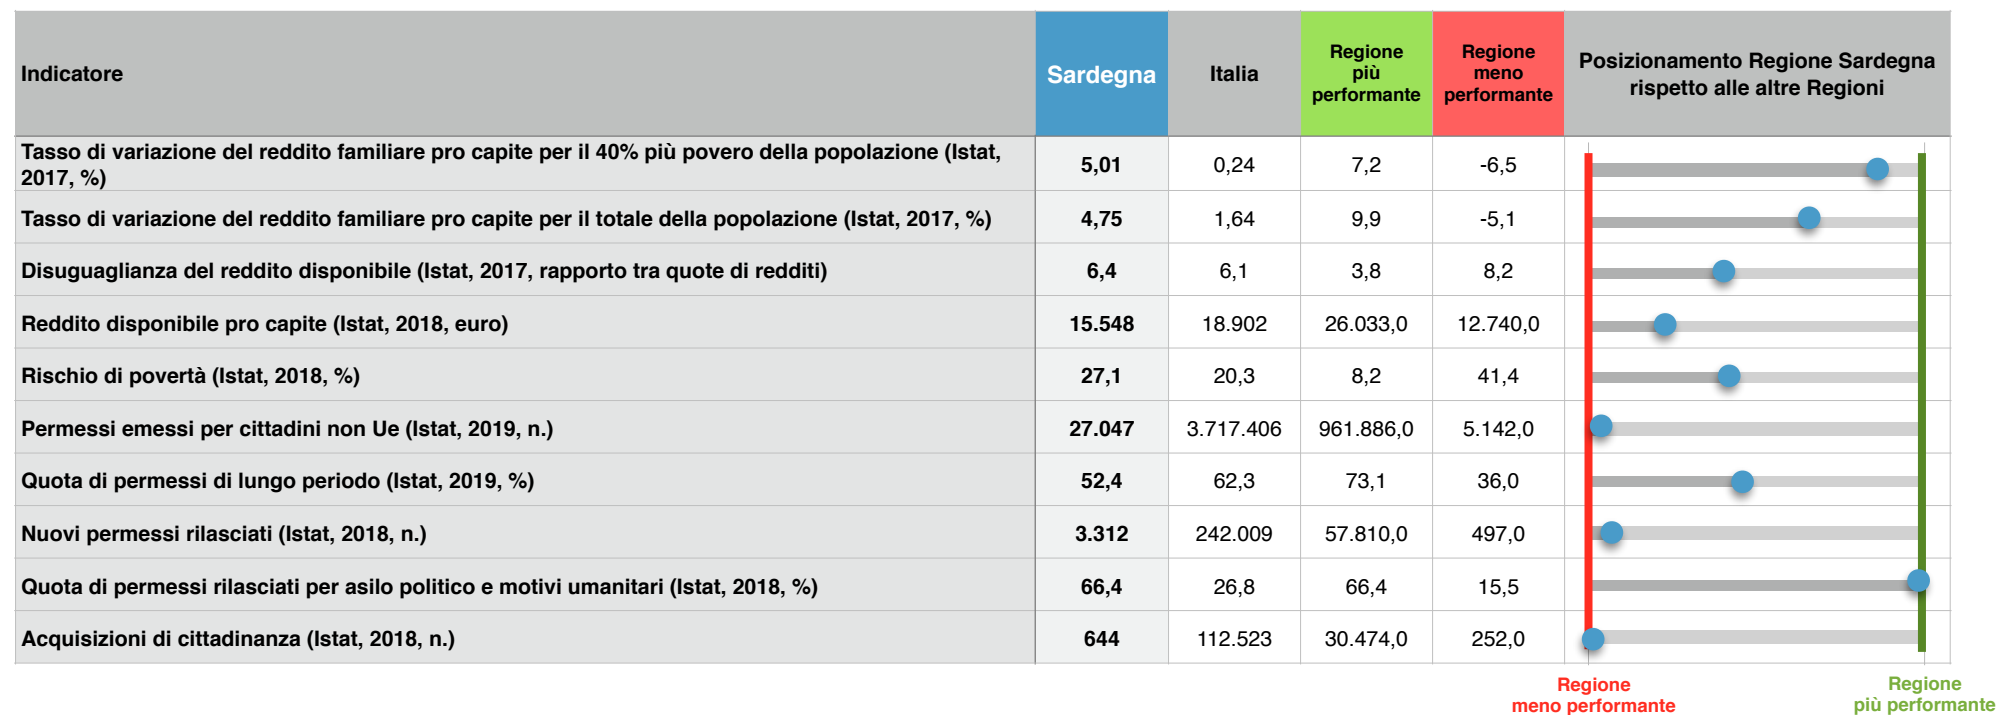 Indicatore
Sardegna
Italia
Regione
più
performante
Regione
meno
performante
Posizionamento Regione Sardegna
rispetto alle altre Regioni
Tasso di variazione del reddito familiare pro capite per il 40% più povero della popolazione (Istat,
2017, %)
5,01 0,24 7,2 -6,5
Tasso di variazione del reddito familiare pro capite per il totale della popolazione (Istat, 2017, %) 4,75 1,64 9,9 -5,1
Disuguaglianza del reddito disponibile (Istat, 2017, rapporto tra quote di redditi) 6,4 6,1 3,8 8,2
Reddito disponibile pro capite (Istat, 2018, euro) 15.548 18.902 26.033,0 12.740,0
Rischio di povertà (Istat, 2018, %) 27,1 20,3 8,2 41,4
Permessi emessi per cittadini non Ue (Istat, 2019, n.) 27.047 3.717.406 961.886,0 5.142,0
Quota di permessi di lungo periodo (Istat, 2019, %) 52,4 62,3 73,1 36,0
Nuovi permessi rilasciati (Istat, 2018, n.) 3.312 242.009 57.810,0 497,0
Quota di permessi rilasciati per asilo politico e motivi umanitari (Istat, 2018, %) 66,4 26,8 66,4 15,5
Acquisizioni di cittadinanza (Istat, 2018, n.) 644 112.523 30.474,0 252,0
Regione
meno performante
Regione
più performante